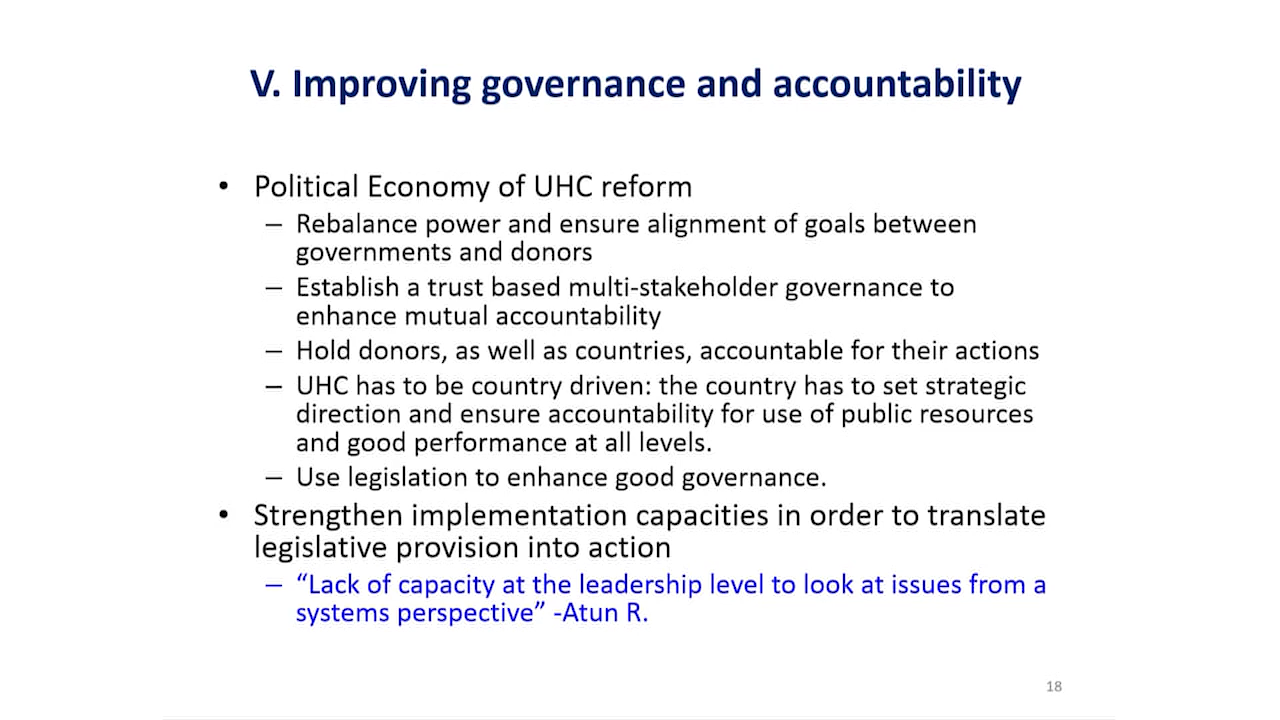 V. Improving governance and accountability
• Political Economy of UHC reform
– Rebalance power and ensure alignment of goals between
governments and donors
– Establish a trust based multi-stakeholder governance to
enhance mutual accountability
– Hold donors, as well as countries, accountable for their actions
– UHC has to be country driven: the country has to set strategic
direction and ensure accountability for use of public resources
and good performance at all levels.
– Use legislation to enhance good governance.
• Strengthen implementation capacities in order to translate
legislative provision into action
– “Lack of capacity at the leadership level to look at issues from a
systems perspective” -Atun R.
18